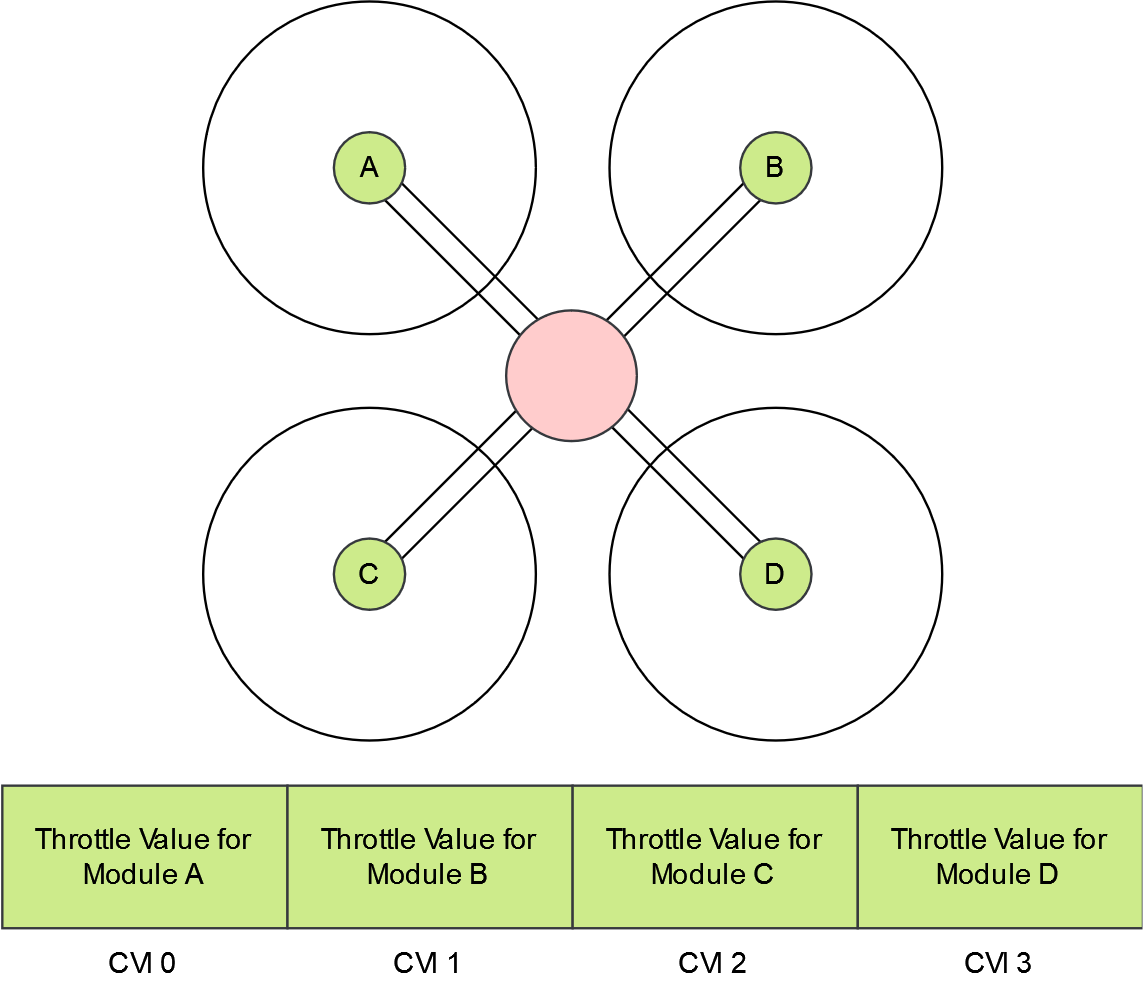 A
B
C
D
Throttle Value for
Module A
Throttle Value for
Module B
Throttle Value for
Module C
Throttle Value for
Module D
CVI 0
CVI 1
CVI 2
CVI 3